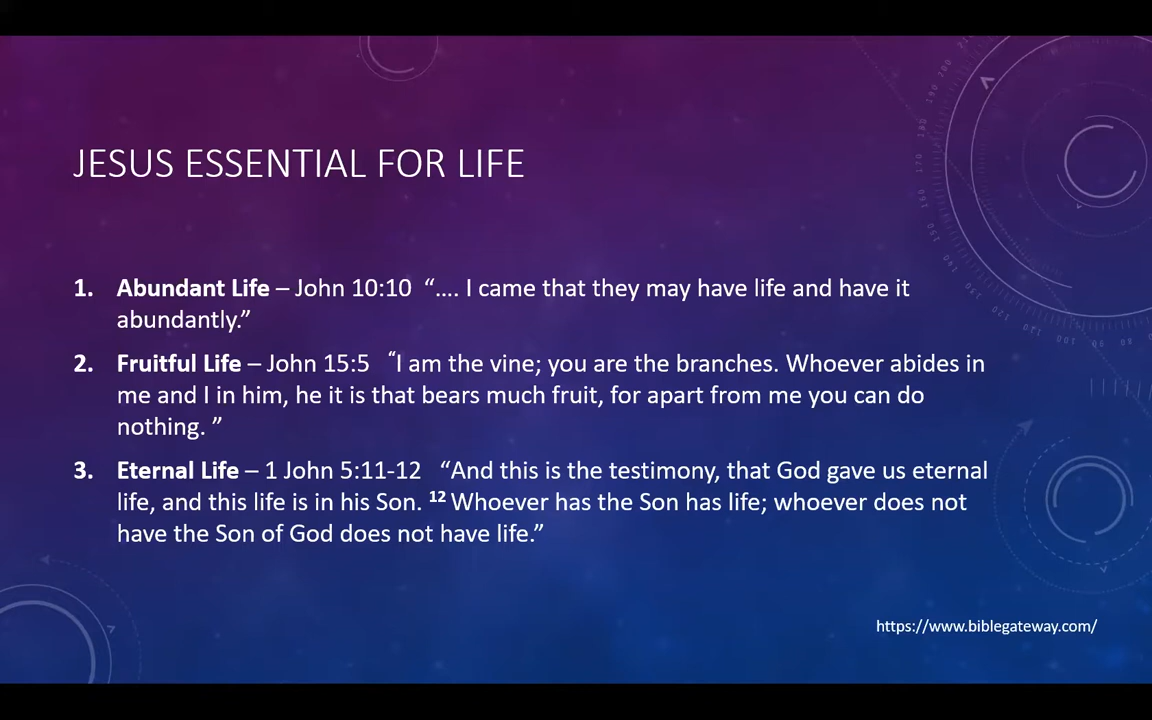 JESUS ESSENTIAL FOR LIFE
1. Abundant Life – John 10:10 “.... I came that they may have life and have it
abundantly.”
2. Fruitful Life – John 15:5 “I am the vine; you are the branches. Whoever abides in
me and I in him, he it is that bears much fruit, for apart from me you can do
nothing. ”
3. Eternal Life – 1 John 5:11-12 “And this is the testimony, that God gave us eternal
life, and this life is in his Son. 12 Whoever has the Son has life; whoever does not
have the Son of God does not have life.”
https://www.biblegateway.com/